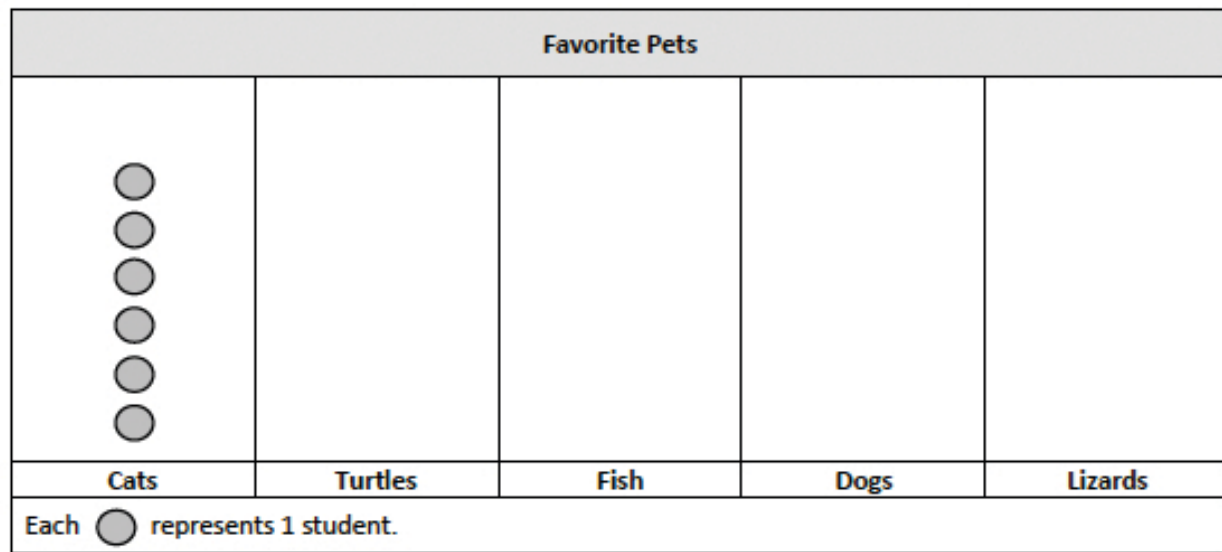 Favorite Pets
Cats Turtles Fish Dogs Lizards
Each represents 1 student.